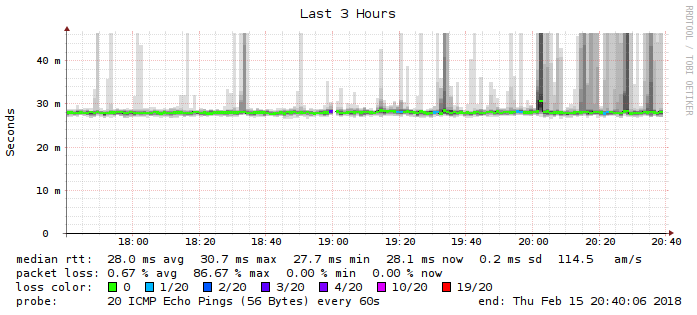 Last 3 Hours
RRDTOOL / TOBI OETIKER
Seconds
40 m
30 m
20 m
10 m
0
18:00 18:20 18:40 19:00 19:20 19:40 20:00 20:20 20:40
median rtt: 28.0 ms avg 30.7 ms max 27.7 ms min 28.1 ms now 0.2 ms sd 114.5 am/s
packet loss: 0.67 % avg 86.67 % max 0.00 % min 0.00 % now
loss color: 0 1/20 2/20 3/20 4/20 10/20 19/20
probe: 20 ICMP Echo Pings (56 Bytes) every 60s end: Thu Feb 15 20:40:06 2018